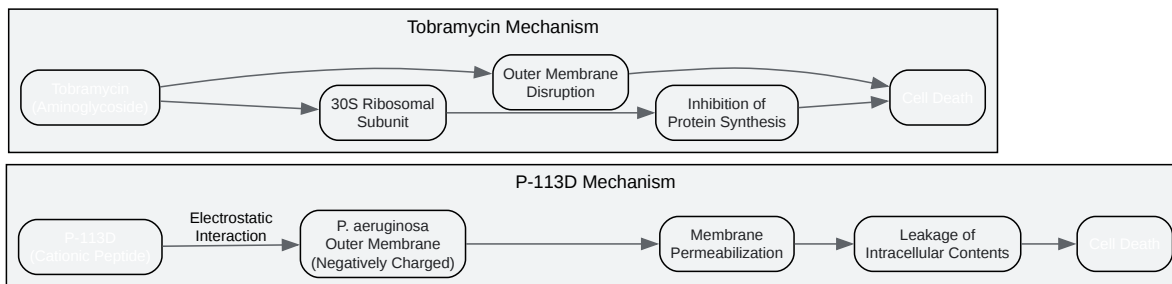 Tobramycin Mechanism
Tobramycin
(Aminoglycoside)
Outer Membrane
Disruption
30S Ribosomal
Subunit
Inhibition of
Protein Synthesis
Cell Death
P-113D Mechanism
P-113D
(Cationic Peptide)
Electrostatic
Interaction
P. aeruginosa
Outer Membrane
(Negatively Charged)
Membrane
Permeabilization
Leakage of
Intracellular Contents
Cell Death